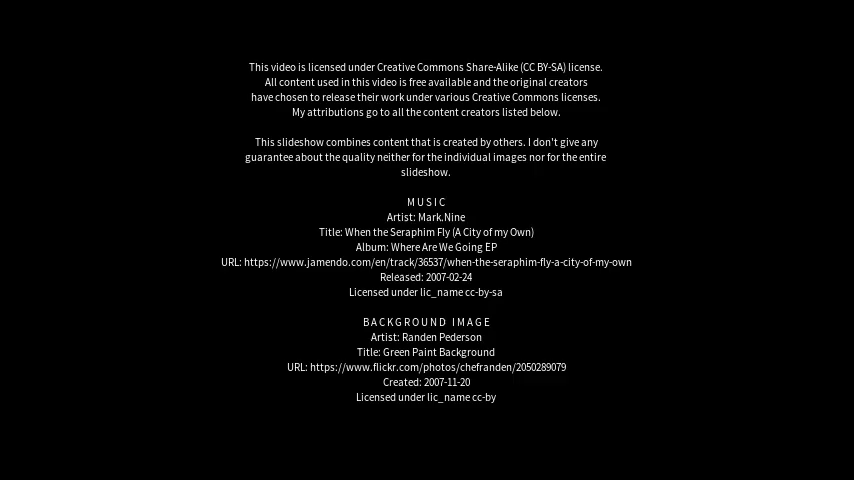 This video is licensed under Creative Commons Share-Alike (CC BY-SA) license.
All content used in this video is free available and the original creators
have chosen to release their work under various Creative Commons licenses.
My attributions go to all the content creators listed below.
This slideshow combines content that is created by others. I don't give any
guarantee about the quality neither for the individual images nor for the entire
slideshow.
M U S I C
Artist: Mark.Nine
Title: When the Seraphim Fly (A City of my Own)
Album: Where Are We Going EP
URL: https://www.jamendo.com/en/track/36537/when-the-seraphim-fly-a-city-of-my-own
Released: 2007-02-24
Licensed under lic_name cc-by-sa
B A C K G R O U N D   I M A G E
Artist: Randen Pederson
Title: Green Paint Background
URL: https://www.flickr.com/photos/chefranden/2050289079
Created: 2007-11-20
Licensed under lic_name cc-by